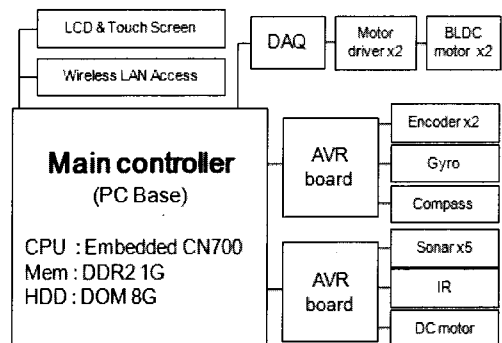 LCD & Touch Screen
Wireless LAN Access
DAQ
Motor
driver x2
BLDC
motor x2
Main controller
(PC Base)
CPU : Embedded CN700
Mem : DDR2 1G
HDD : DOM 8G
AVR
board
Encoder x2
Gyro
Compass
AVR
board
Sonar x5
IR
DC motor